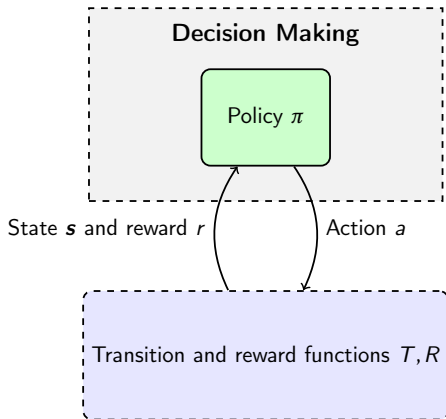 Decision Making
Policy π
State s and reward r
Action a
Transition and reward functions T, R